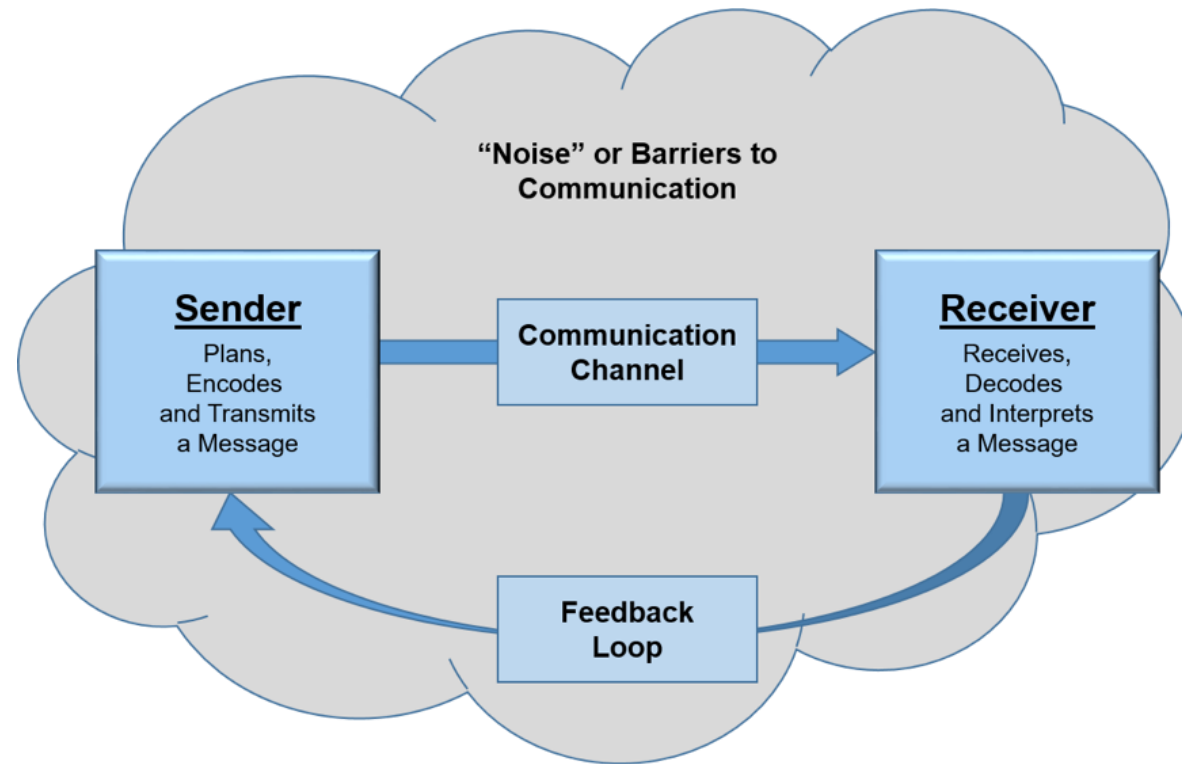 “Noise” or Barriers to
Communication
Sender
Plans,
Encodes
and Transmits
a Message
Communication
Channel
Receiver
Receives,
Decodes
and Interprets
a Message
Feedback
Loop